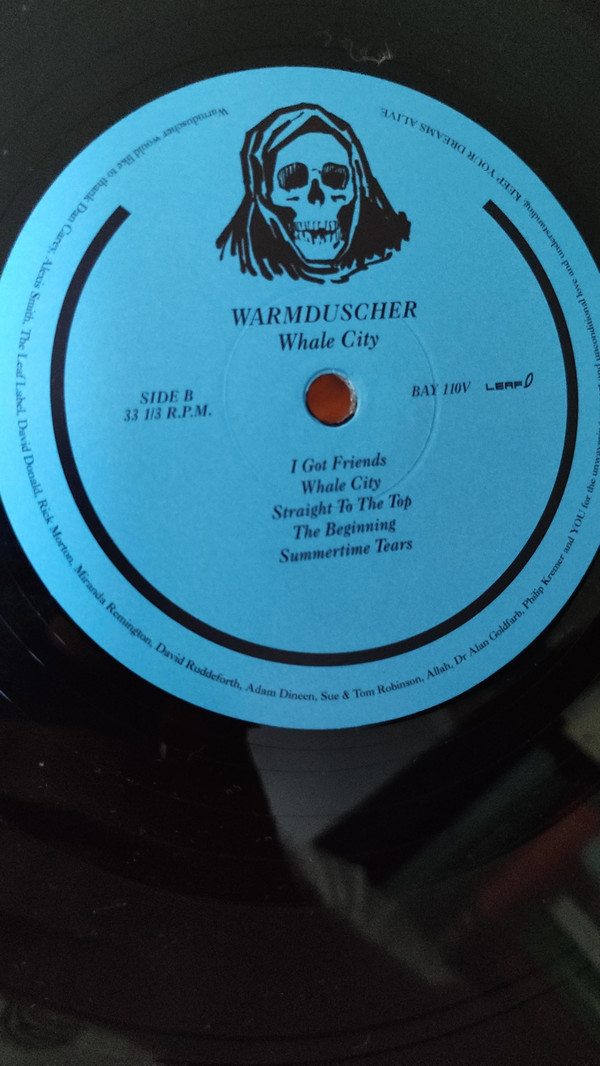 WARMDUSCHER
Whale City
SIDE B
33 1/3 R.P.M.
BAY 110V LEAF
I Got Friends
Whale City
Straight To The Top
The Beginning
Summertime Tears
Warmduscher would like to thank Dan Carey, Alexis Smith, The Leaf Label, David Donald, Rick Morton, Miranda Remington, David Ruddeforth, Adam Dineen, Sue & Tom Robinson, Allah, Dr Alan Goldfarb, Philip Kremer and YOU for the unconditional love and understanding. KEEP YOUR DREAMS ALIVE